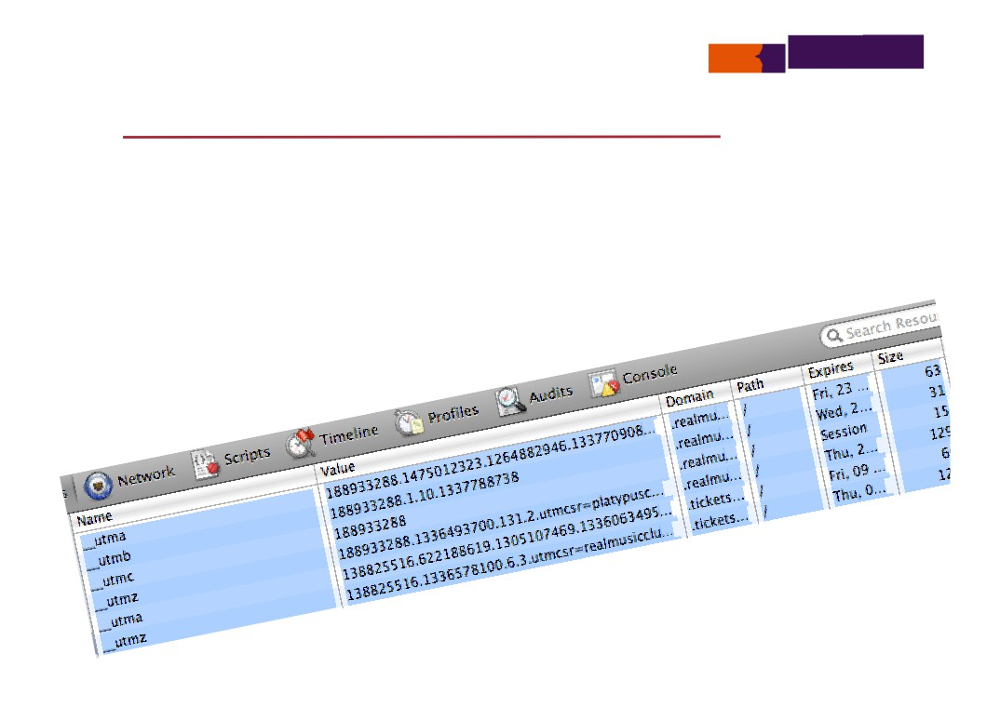 Search Resou
Network Scripts Timeline Profiles Audits Console
Name Value Domain Path Expires Size
__utma 188933288.1475012323.1264882946.133770908... .realmu... / Fri, 23 ... 63
__utmb 188933288.1.10.1337788738 .realmu... / Wed, 2... 31
__utmc 188933288 .realmu... / Session 15
__utmz 188933288.1336493700.131.2.utmcsr=platypusc... .realmu... / Thu, 2... 129
__utma 138825516.622188619.1305107469.1336063495... .tickets... / Fri, 09 ...
__utmz 138825516.1336578100.6.3.utmcsr=realmusicclu... .tickets... / Thu, 0...